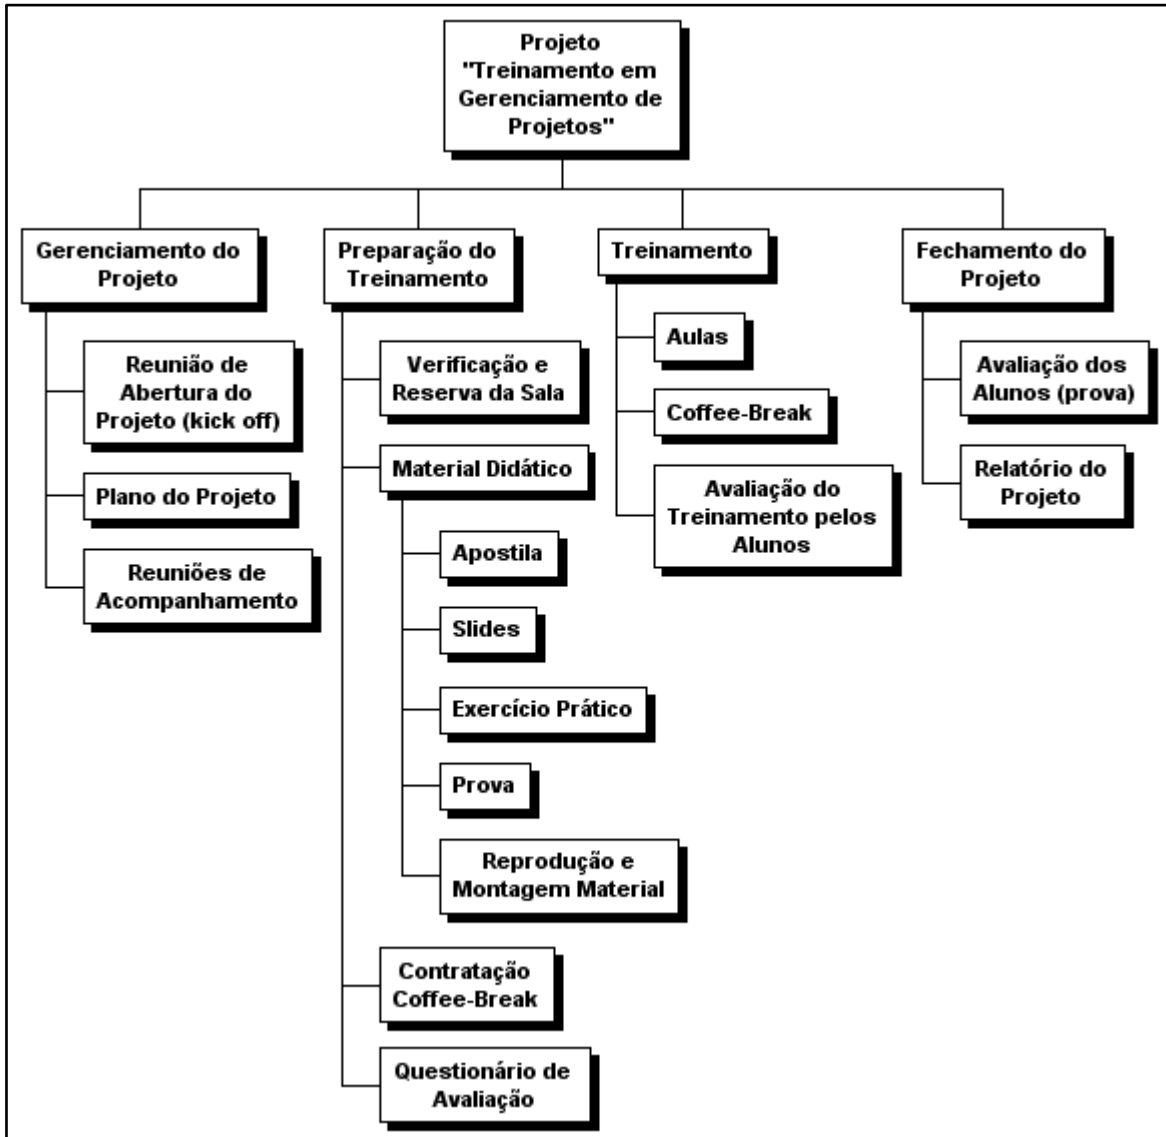 Projeto
"Treinamento em
Gerenciamento de
Projetos"
Gerenciamento do
Projeto
Reunião de
Abertura do
Projeto (kick off)
Plano do Projeto
Reuniões de
Acompanhamento
Preparação do
Treinamento
Verificação e
Reserva da Sala
Material Didático
Apostila
Slides
Exercício Prático
Prova
Reprodução e
Montagem Material
Contratação
Coffee-Break
Questionário de
Avaliação
Treinamento
Aulas
Coffee-Break
Avaliação do
Treinamento pelos
Alunos
Fechamento do
Projeto
Avaliação dos
Alunos (prova)
Relatório do
Projeto